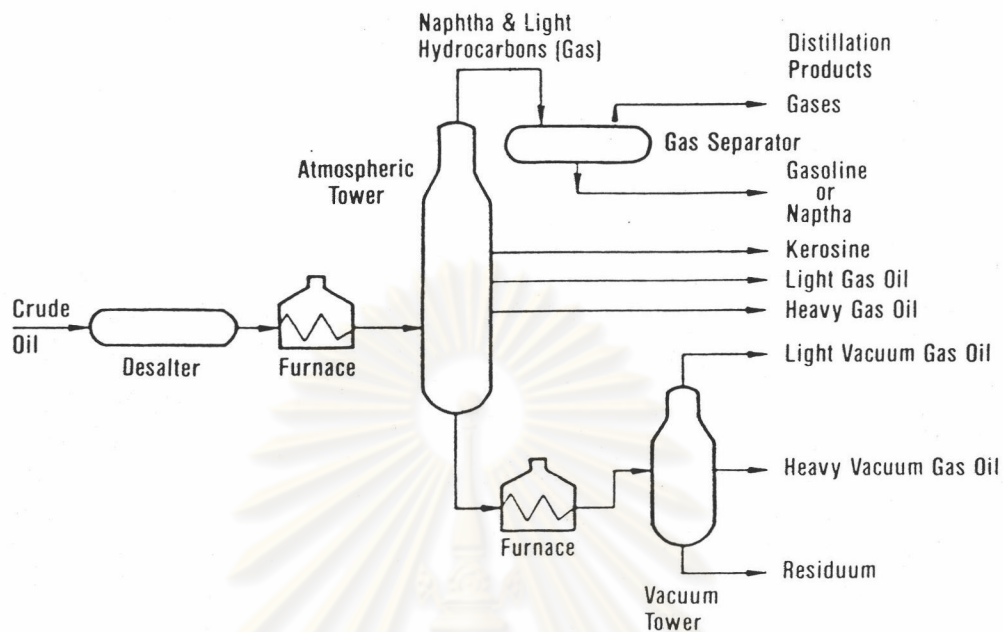 Naphtha & Light
Hydrocarbons (Gas)
Distillation
Products
Gases
Gas Separator
Atmospheric
Tower
Gasoline
or
Naptha
Kerosine
Light Gas Oil
Heavy Gas Oil
Crude
Oil
Desalter
Furnace
Light Vacuum Gas Oil
Heavy Vacuum Gas Oil
Furnace
Residuum
Vacuum
Tower